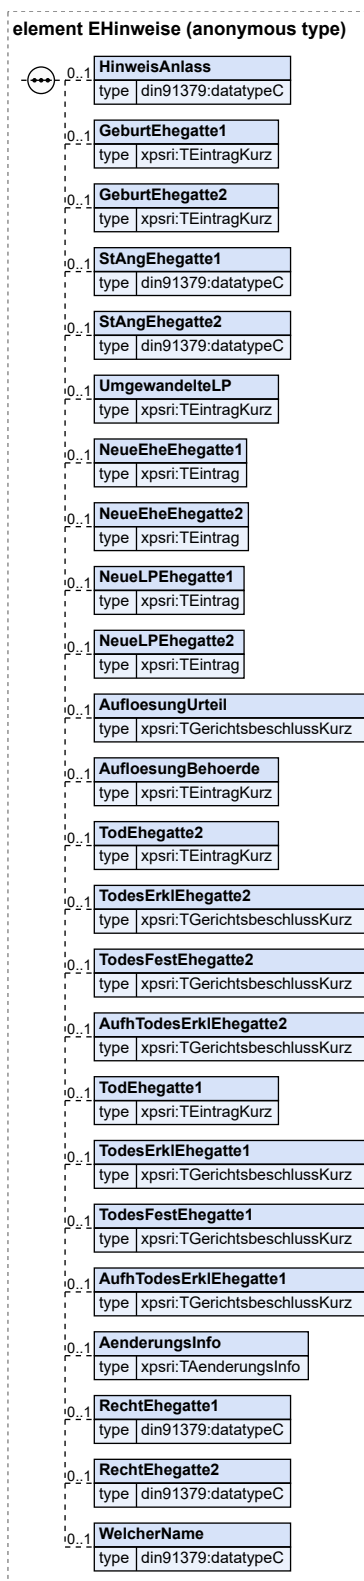 element EHinweise (anonymous type)
0..1 HinweisAnlass
type din91379:datatypeC
0..1 GeburtEhegatte1
type xpsri:TEintragKurz
0..1 GeburtEhegatte2
type xpsri:TEintragKurz
0..1 StAngEhegatte1
type din91379:datatypeC
0..1 StAngEhegatte2
type din91379:datatypeC
0..1 UmgewandelteLP
type xpsri:TEintragKurz
0..1 NeueEheEhegatte1
type xpsri:TEintrag
0..1 NeueEheEhegatte2
type xpsri:TEintrag
0..1 NeueLPEhegatte1
type xpsri:TEintrag
0..1 NeueLPEhegatte2
type xpsri:TEintrag
0..1 AufloesungUrteil
type xpsri:TGerichtsbeschlussKurz
0..1 AufloesungBehoerde
type xpsri:TEintragKurz
0..1 TodEhegatte2
type xpsri:TEintragKurz
0..1 TodesErklEhegatte2
type xpsri:TGerichtsbeschlussKurz
0..1 TodesFestEhegatte2
type xpsri:TGerichtsbeschlussKurz
0..1 AufhTodesErklEhegatte2
type xpsri:TGerichtsbeschlussKurz
0..1 TodEhegatte1
type xpsri:TEintragKurz
0..1 TodesErklEhegatte1
type xpsri:TGerichtsbeschlussKurz
0..1 TodesFestEhegatte1
type xpsri:TGerichtsbeschlussKurz
0..1 AufhTodesErklEhegatte1
type xpsri:TGerichtsbeschlussKurz
0..1 AenderungsInfo
type xpsri:TAenderungsInfo
0..1 RechtEhegatte1
type din91379:datatypeC
0..1 RechtEhegatte2
type din91379:datatypeC
0..1 WelcherName
type din91379:datatypeC